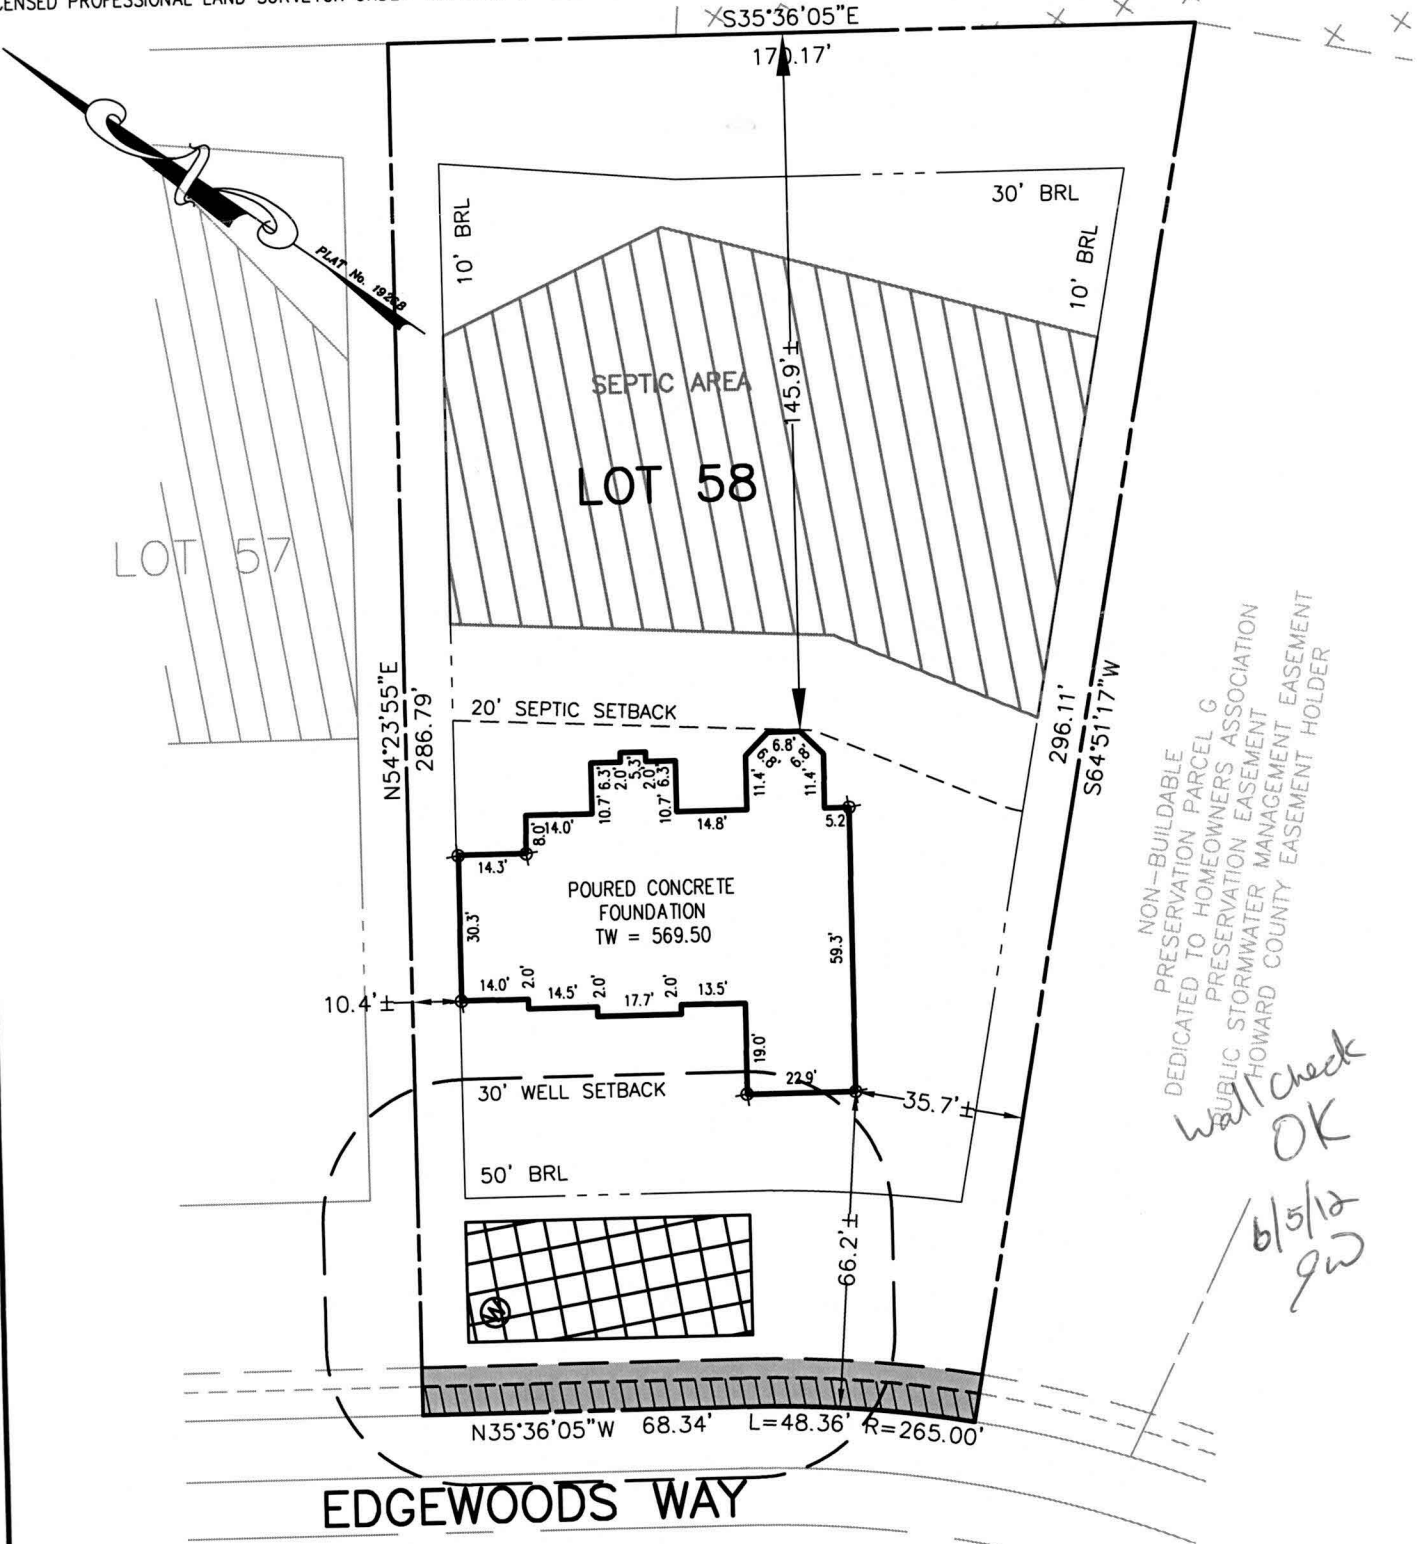 S35°36'05"E
170.17'
PLAT No. 19268
10' BRL
30' BRL
10' BRL
145.9'±
SEPTIC AREA
LOT 58
LOT 57
N54°23'55"E
286.79'
20' SEPTIC SETBACK
296.11'
S64°51'17"W
6.8'
6.8'
6.8'
11.4'
11.4'
10.7'
6.3'
2.0'
5.3'
2.0'
6.3'
10.7'
14.0'
8.0'
14.8'
5.2
14.3'
POURED CONCRETE
FOUNDATION
TW = 569.50
30.3'
59.3'
14.0'
2.0'
14.5'
2.0'
17.7'
2.0'
13.5'
10.4'±
19.0'
22.9'
30' WELL SETBACK
35.7'±
50' BRL
66.2'±
W
NON-BUILDABLE
PRESERVATION PARCEL G
DEDICATED TO HOMEOWNERS ASSOCIATION
PRESERVATION EASEMENT
PUBLIC STORMWATER MANAGEMENT EASEMENT
HOWARD COUNTY EASEMENT HOLDER
Wall check
OK
6/5/12
N35°36'05"W 68.34' L=48.36' R=265.00'
EDGEWOODS WAY